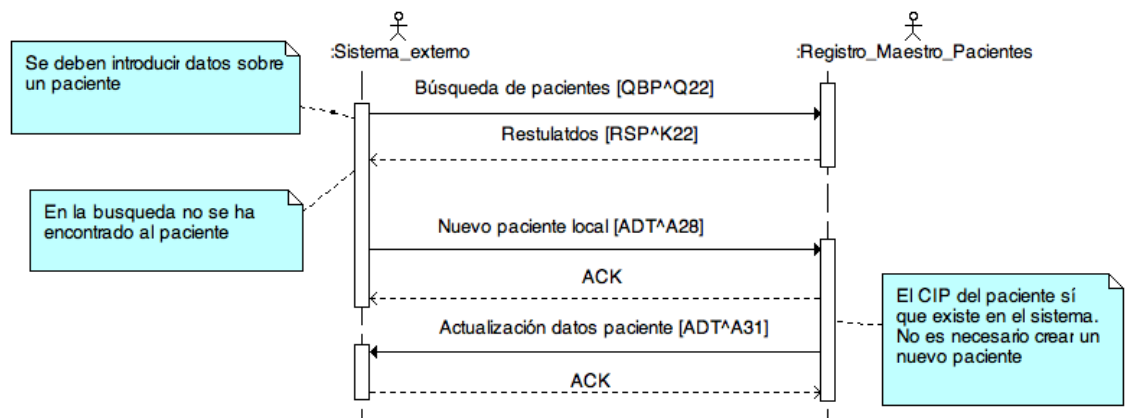 :Sistema_externo
:Registro_Maestro_Pacientes
Se deben introducir datos sobre
un paciente
Búsqueda de pacientes [QBP^Q22]
Restulatdos [RSP^K22]
En la busqueda no se ha
encontrado al paciente
Nuevo paciente local [ADT^A28]
ACK
El CIP del paciente sí
que existe en el sistema.
No es necesario crear un
nuevo paciente
Actualización datos paciente [ADT^A31]
ACK